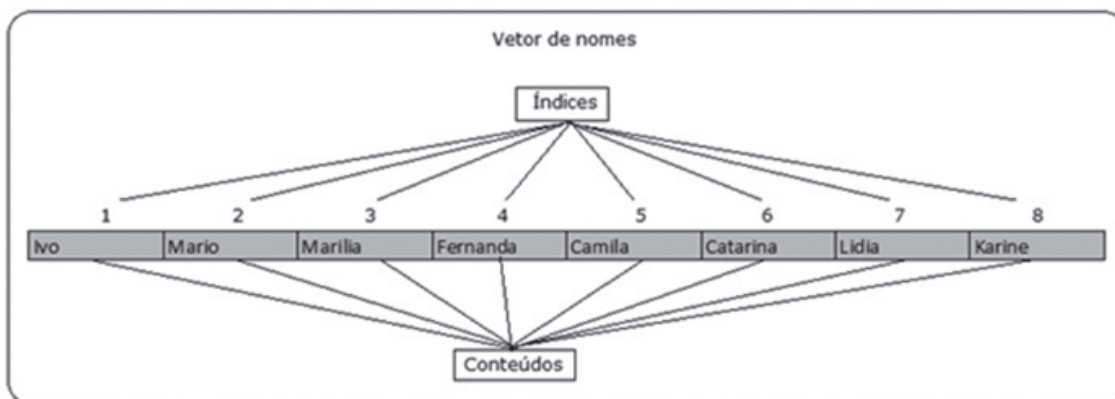 Vetor de nomes
Índices
1 2 3 4 5 6 7 8
Ivo Mario Marilia Fernanda Camila Catarina Lidia Karine
Conteúdos